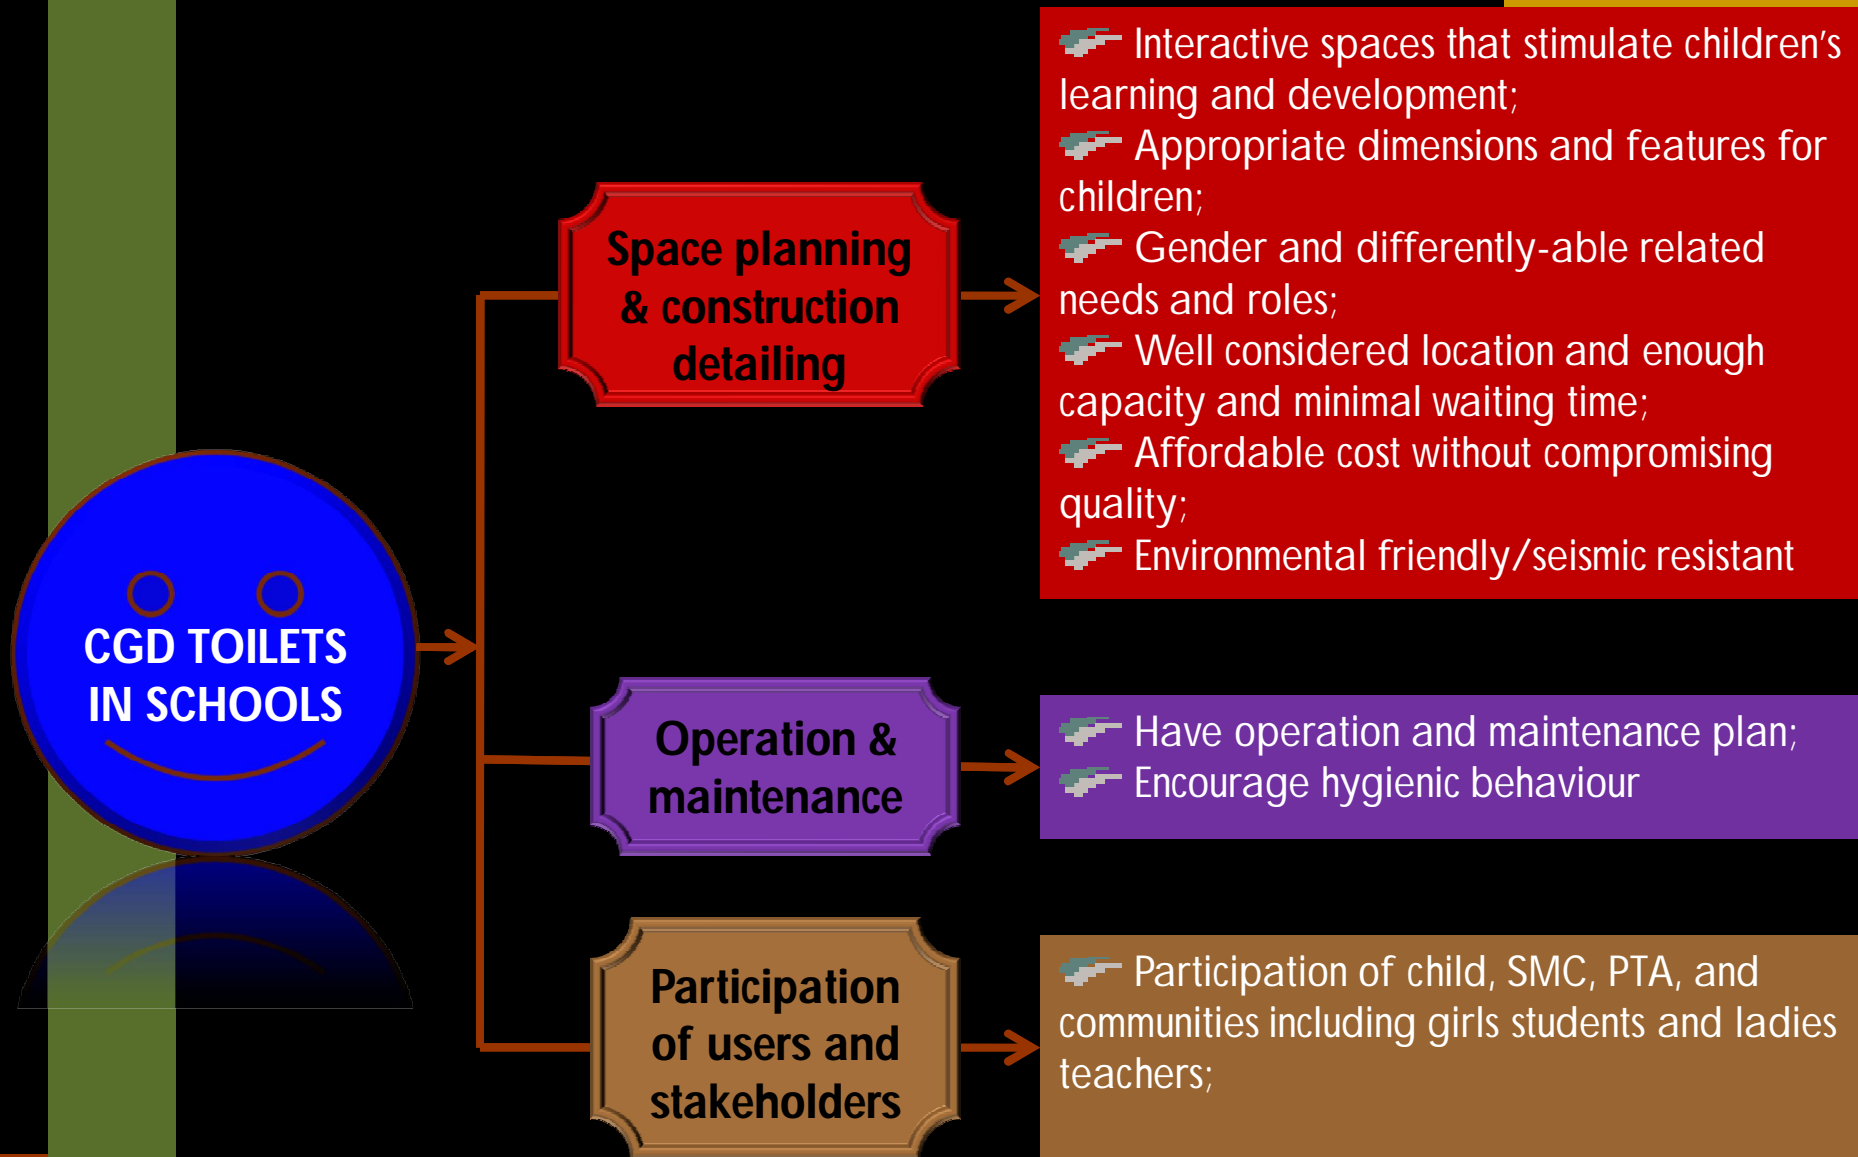 CGD TOILETS
IN SCHOOLS
Space planning
& construction
detailing
Interactive spaces that stimulate children's
learning and development;
Appropriate dimensions and features for
children;
Gender and differently-able related
needs and roles;
Well considered location and enough
capacity and minimal waiting time;
Affordable cost without compromising
quality;
Environmental friendly/seismic resistant
Operation &
maintenance
Have operation and maintenance plan;
Encourage hygienic behaviour
Participation
of users and
stakeholders
Participation of child, SMC, PTA, and
communities including girls students and ladies
teachers;